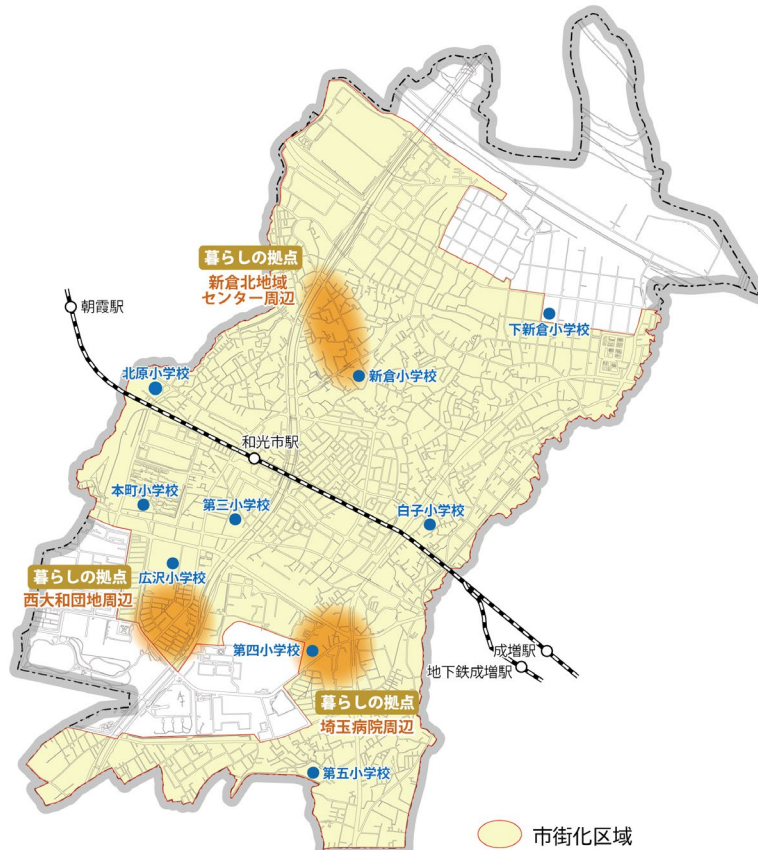 暮らしの拠点
新倉北地域
センター周辺
朝霞駅
下新倉小学校
北原小学校
新倉小学校
和光市駅
本町小学校
第三小学校
白子小学校
暮らしの拠点
西大和団地周辺
広沢小学校
第四小学校
成増駅
地下鉄成増駅
暮らしの拠点
埼玉病院周辺
第五小学校
市街化区域